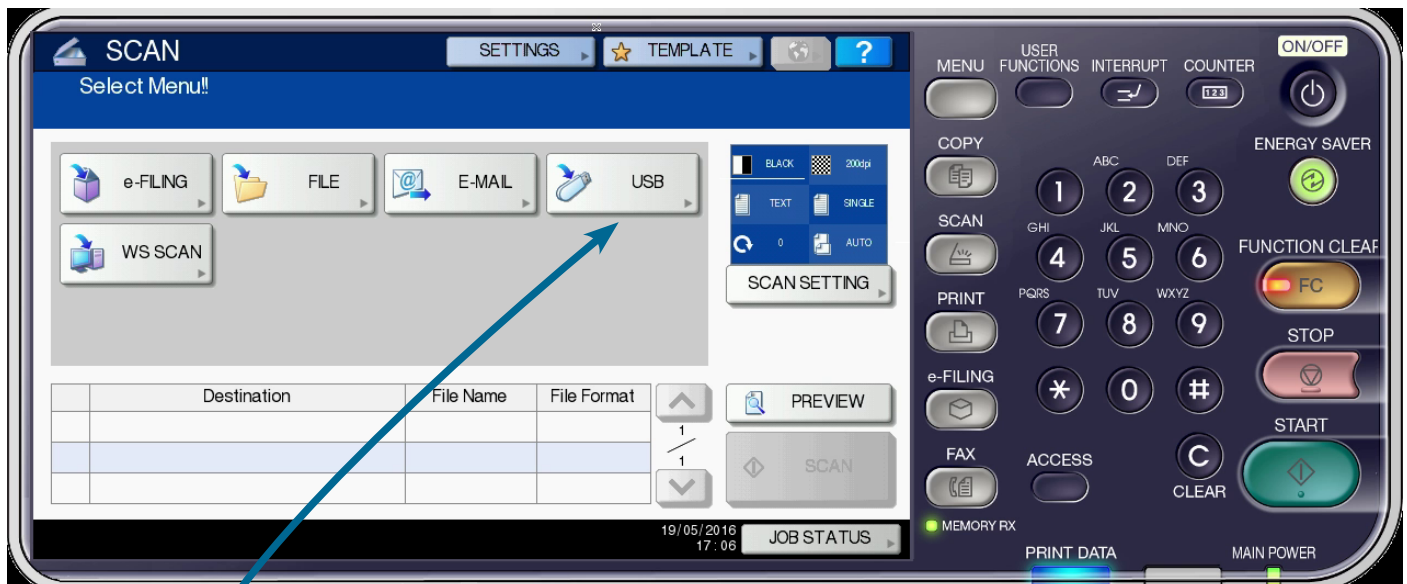 SCAN
SETTINGS
TEMPLATE
?
Select Menu!!
e-FILING
FILE
@
E-MAIL
USB
WS SCAN
BLACK
200dpi
TEXT
SINGLE
0
AUTO
SCAN SETTING
Destination
File Name
File Format
1
1
PREVIEW
SCAN
19/05/2016
17:06
JOB STATUS
MENU
USER
FUNCTIONS
INTERRUPT
COUNTER
123
ON/OFF
COPY
ENERGY SAVER
SCAN
PRINT
e-FILING
FAX
MEMORY RX
1
ABC
2
DEF
3
GHI
4
JKL
5
MNO
6
PQRS
7
TUV
8
WXYZ
9
*
0
#
ACCESS
C
CLEAR
FUNCTION CLEAR
FC
STOP
START
PRINT DATA
MAIN POWER